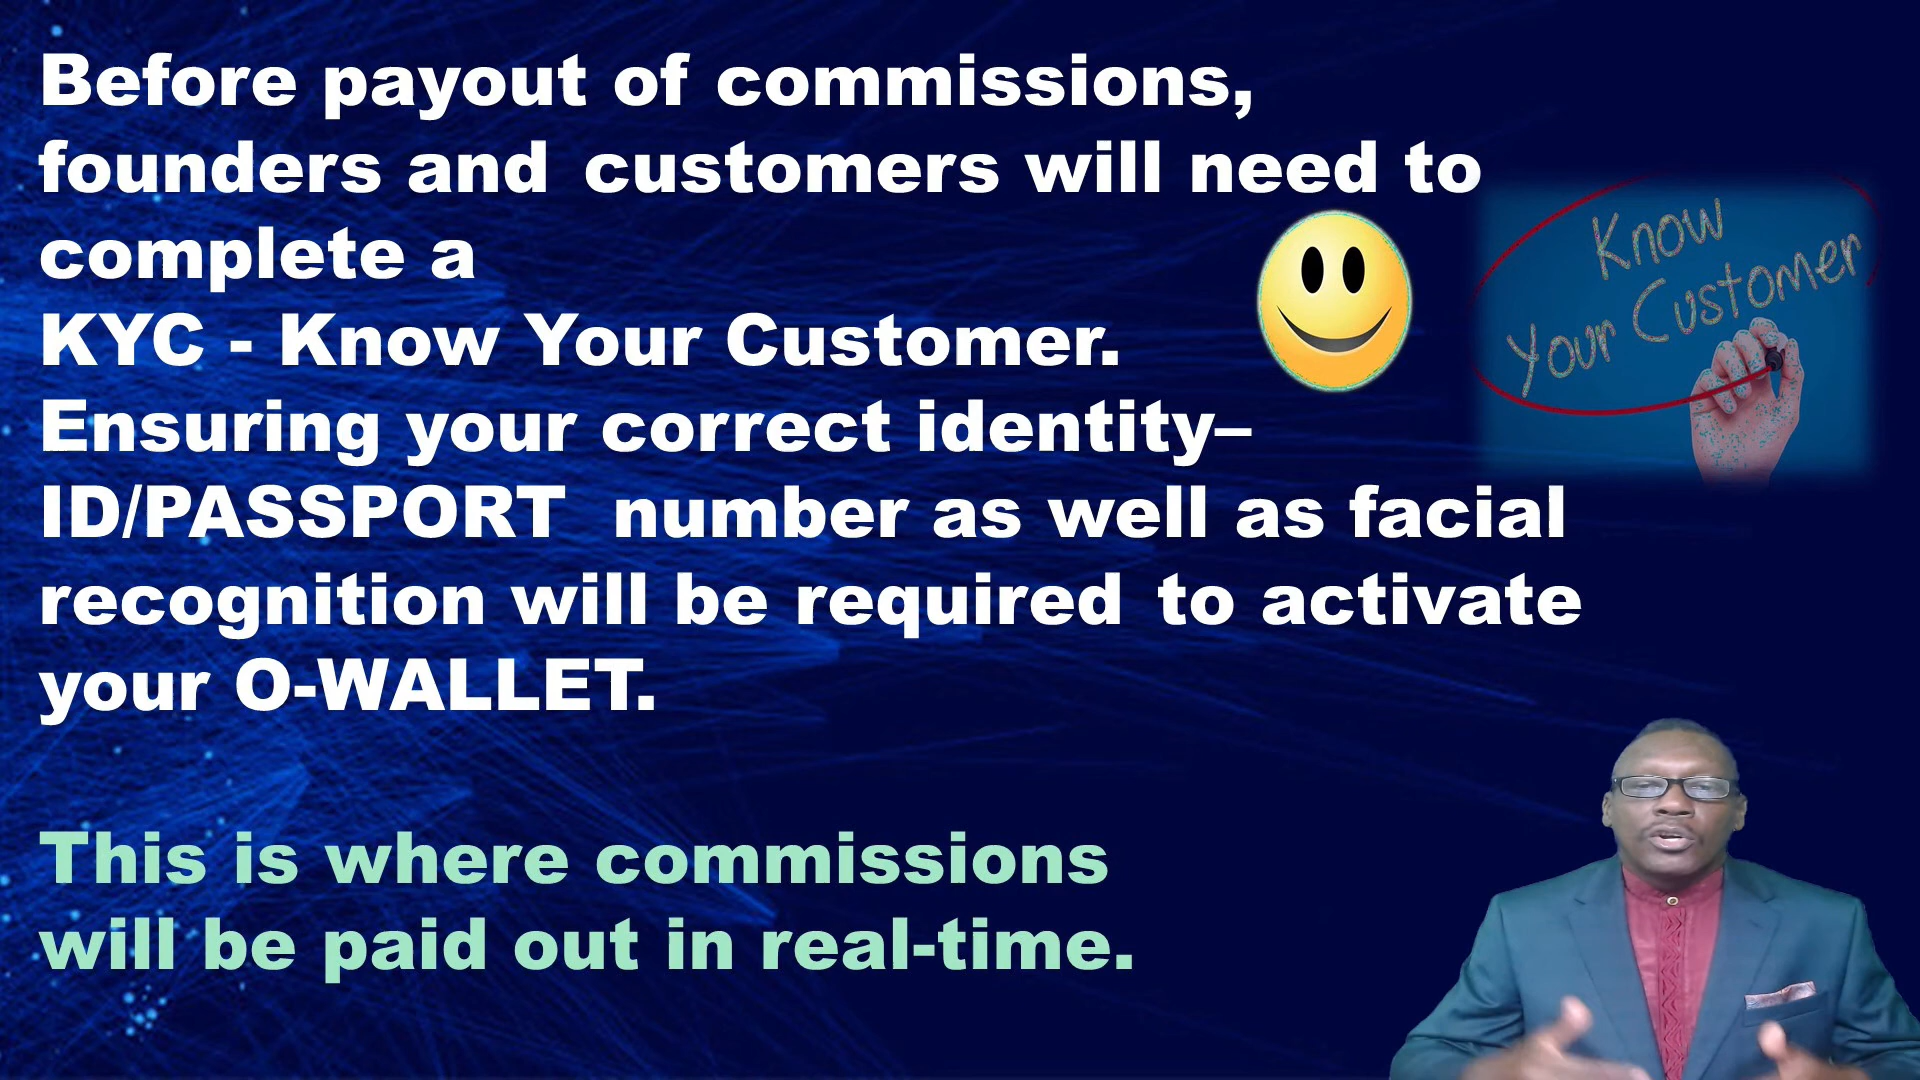 Before payout of commissions,
founders and customers will need to
complete a
KYC - Know Your Customer.
Ensuring your correct identity–
ID/PASSPORT number as well as facial
recognition will be required to activate
your O-WALLET.
This is where commissions
will be paid out in real-time.
Know
Your Customer